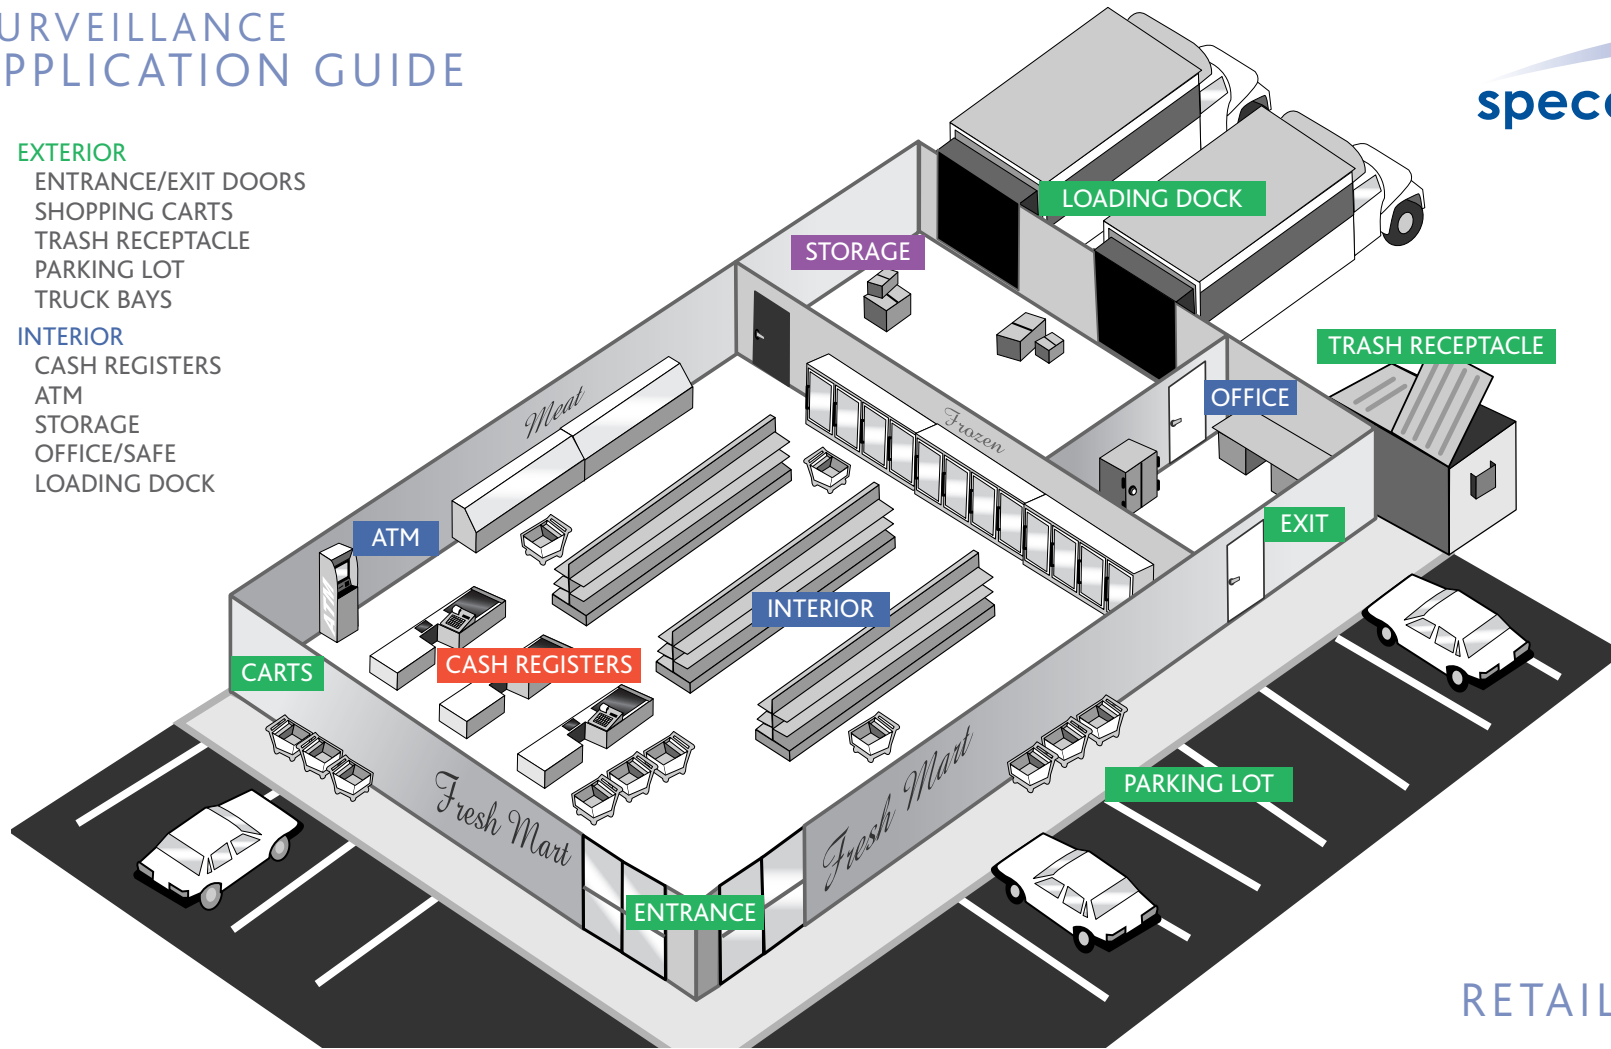 URVEILLANCE
PPLICATION GUIDE
spec
EXTERIOR
ENTRANCE/EXIT DOORS
SHOPPING CARTS
TRASH RECEPTACLE
PARKING LOT
TRUCK BAYS
INTERIOR
CASH REGISTERS
ATM
STORAGE
OFFICE/SAFE
LOADING DOCK
LOADING DOCK
STORAGE
TRASH RECEPTACLE
OFFICE
Meat
Frozen
EXIT
ATM
ATM
INTERIOR
CASH REGISTERS
CARTS
PARKING LOT
Fresh Mart
Fresh Mart
ENTRANCE
RETAIL